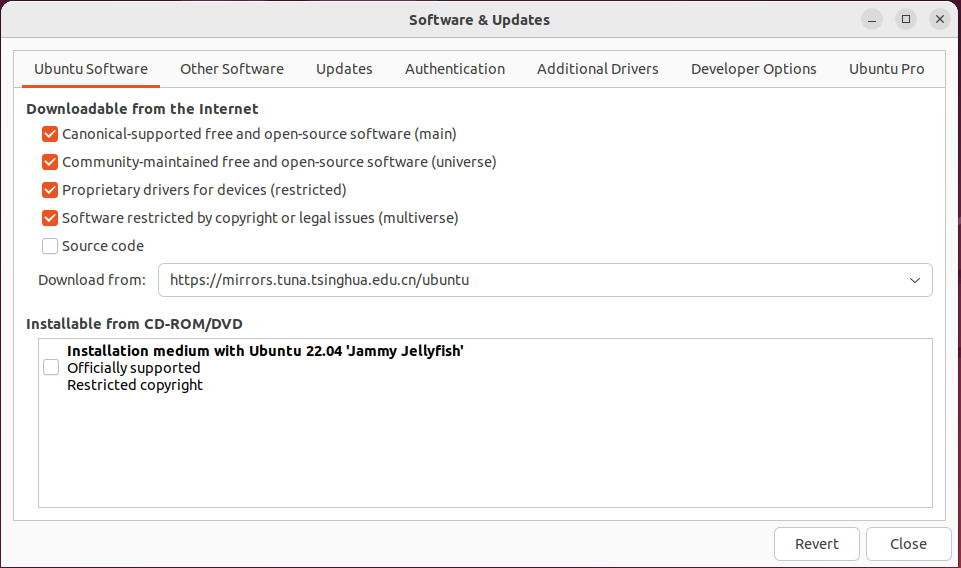 Software & Updates
Ubuntu Software Other Software Updates Authentication Additional Drivers Developer Options Ubuntu Pro
Downloadable from the Internet
Canonical-supported free and open-source software (main)
Community-maintained free and open-source software (universe)
Proprietary drivers for devices (restricted)
Software restricted by copyright or legal issues (multiverse)
Source code
Download from: https://mirrors.tuna.tsinghua.edu.cn/ubuntu
Installable from CD-ROM/DVD
Installation medium with Ubuntu 22.04 'Jammy Jellyfish'
Officially supported
Restricted copyright
Revert Close